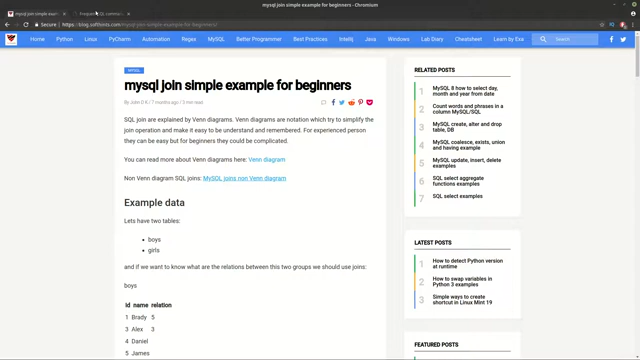 mysql join simple example for beginners - Chromium
mysql join simple exam
Frequent SQL comm
Secure https://blog.softhints.com/mysql-join-simple-example-for-beginners/
Home Python Linux PyCharm Automation Regex MySQL Better Programmer Best Practices Intellij Java Windows Lab Diary Cheatsheet Learn by Exa
Search...
MYSQL
mysql join simple example for beginners
By John D K / 7 months ago / 3 min read
SQL join are explained by Venn diagrams. Venn diagrams are notation which try to simplify the
join operation and make it easy to be understand and remembered. For experienced person
they can be easy but for beginners they could be complicated.
You can read more about Venn diagrams here: Venn diagram
Non Venn diagram SQL joins: MySQL joins non Venn diagram
Example data
Lets have two tables:
• boys
• girls
and if we want to know what are the relations between this two groups we should use joins:
boys
id name relation
1 Brady 5
3 Alex 3
4 Daniel
5 James
RELATED POSTS
1 MySQL 8 how to select day,
month and year from date
2 Count words and phrases in a
column MySQL/SQL
3 MySQL create, alter and drop
table, DB
4 MySQL coalesce, exists, union
and having example
5 MySQL update, insert, delete
examples
6 SQL select aggregate
functions examples
7 SQL select examples
LATEST POSTS
1 How to detect Python version
at runtime
2 How to swap variables in
Python 3 examples
3 Simple ways to create
shortcut in Linux Mint 19
FEATURED POSTS